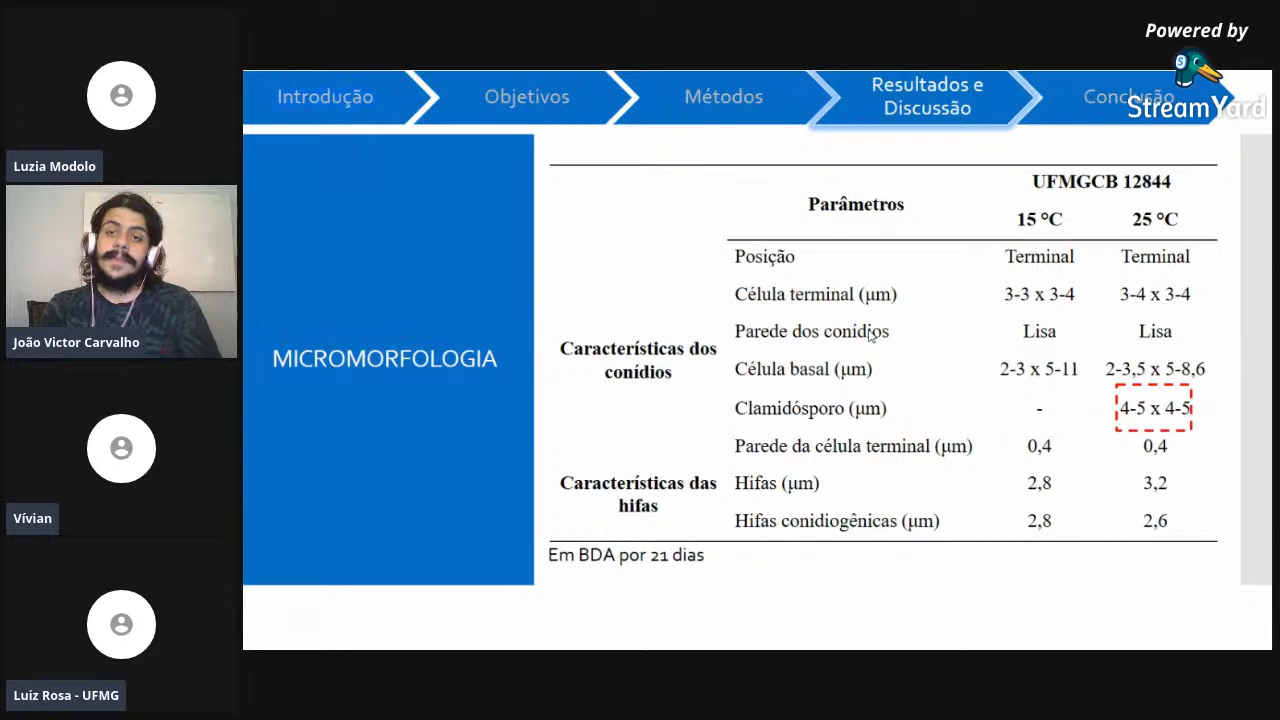 Powered by
StreamYard
Introdução
Objetivos
Métodos
Resultados e
Discussão
Conclusão
Luzia Modolo
João Victor Carvalho
Vívian
Luiz Rosa - UFMG
MICROMORFOLOGIA
Parâmetros
UFMGCB 12844
15 °C 25 °C
Características dos
conídios
Posição Terminal Terminal
Célula terminal (μm) 3-3 x 3-4 3-4 x 3-4
Parede dos conídios Lisa Lisa
Célula basal (μm) 2-3 x 5-11 2-3,5 x 5-8,6
Clamidósporo (μm) - 4-5 x 4-5
Parede da célula terminal (μm) 0,4 0,4
Características das
hifas
Hifas (μm) 2,8 3,2
Hifas conidiogênicas (μm) 2,8 2,6
Em BDA por 21 dias